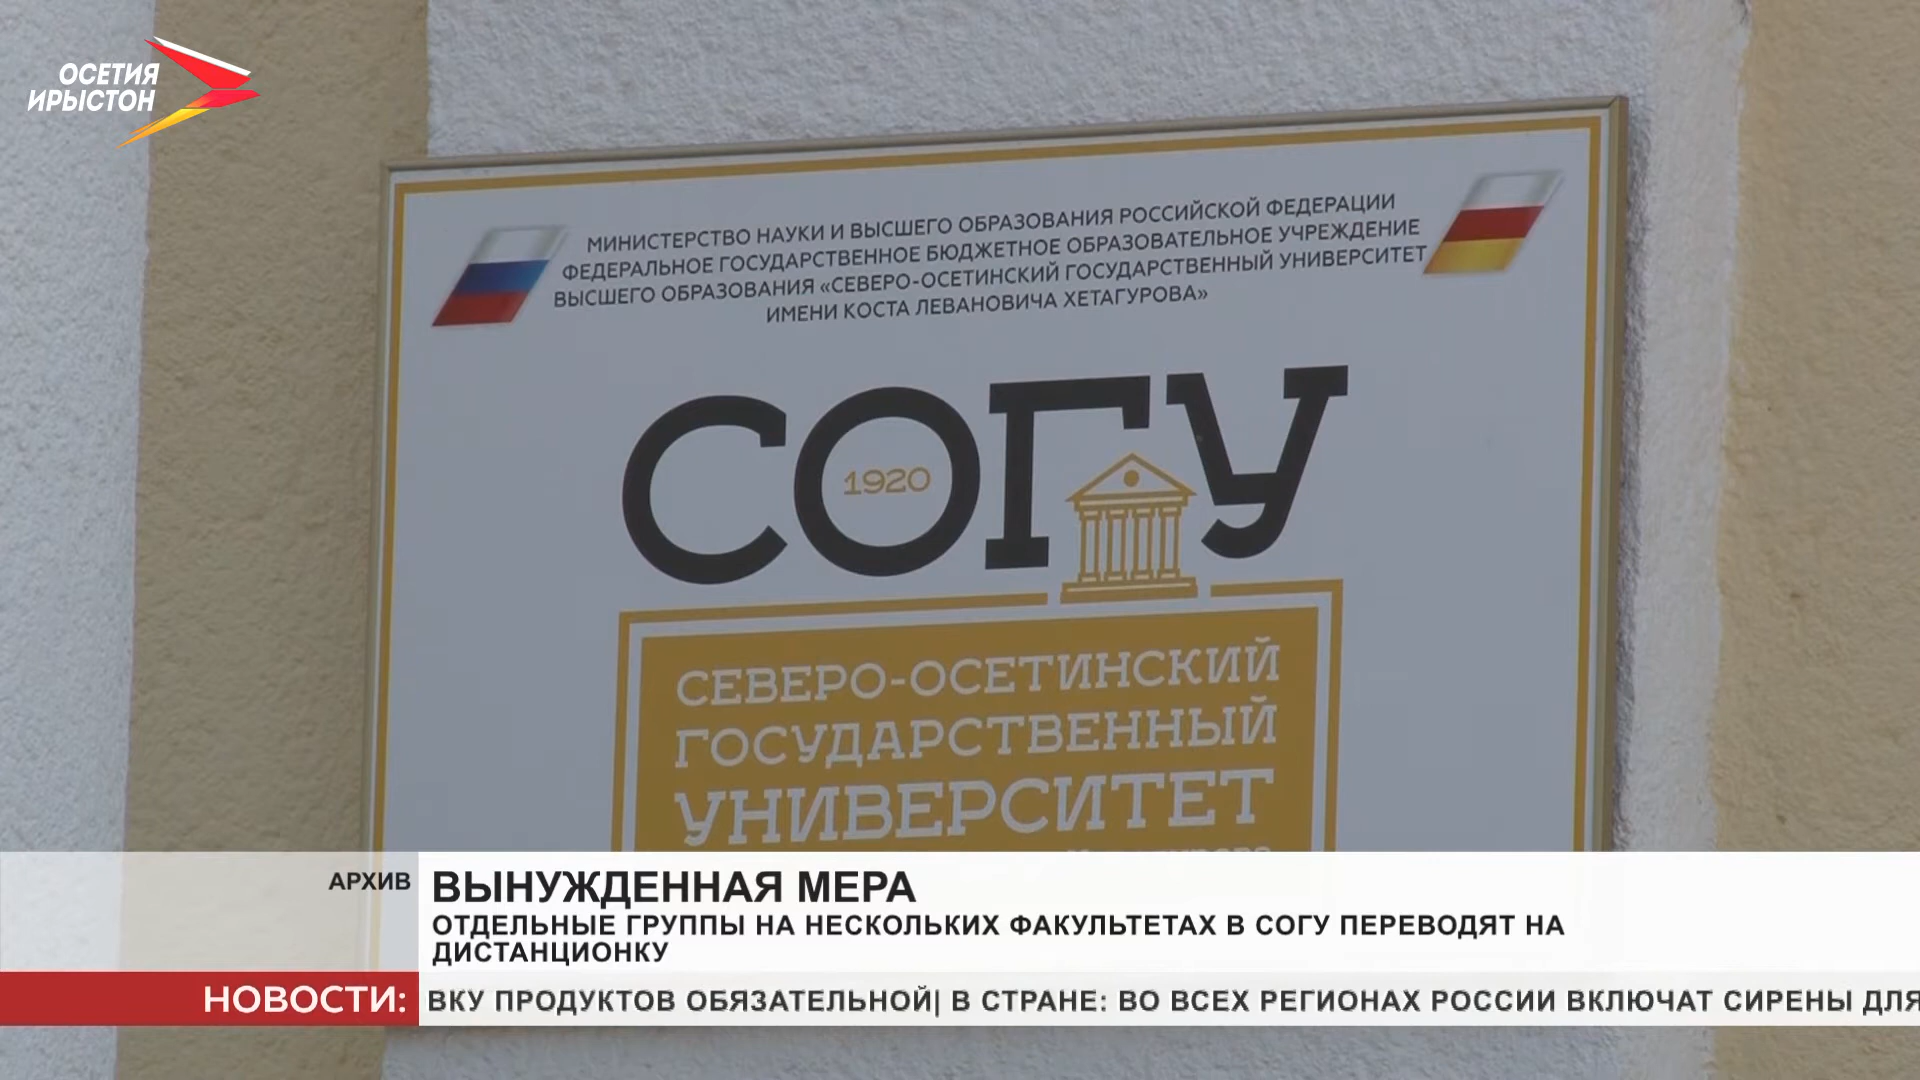 ОСЕТИЯ
ИРЫСТОН
МИНИСТЕРСТВО НАУКИ И ВЫСШЕГО ОБРАЗОВАНИЯ РОССИЙСКОЙ ФЕДЕРАЦИИ
ФЕДЕРАЛЬНОЕ ГОСУДАРСТВЕННОЕ БЮДЖЕТНОЕ ОБРАЗОВАТЕЛЬНОЕ УЧРЕЖДЕНИЕ
ВЫСШЕГО ОБРАЗОВАНИЯ «СЕВЕРО-ОСЕТИНСКИЙ ГОСУДАРСТВЕННЫЙ УНИВЕРСИТЕТ
ИМЕНИ КОСТА ЛЕВАНОВИЧА ХЕТАГУРОВА»
СОГУ
1920
СЕВЕРО-ОСЕТИНСКИЙ
ГОСУДАРСТВЕННЫЙ
УНИВЕРСИТЕТ
АРХИВ
ВЫНУЖДЕННАЯ МЕРА
ОТДЕЛЬНЫЕ ГРУППЫ НА НЕСКОЛЬКИХ ФАКУЛЬТЕТАХ В СОГУ ПЕРЕВОДЯТ НА
ДИСТАНЦИОНКУ
НОВОСТИ: ВКУ ПРОДУКТОВ ОБЯЗАТЕЛЬНОЙ| В СТРАНЕ: ВО ВСЕХ РЕГИОНАХ РОССИИ ВКЛЮЧАТ СИРЕНЫ ДЛЯ